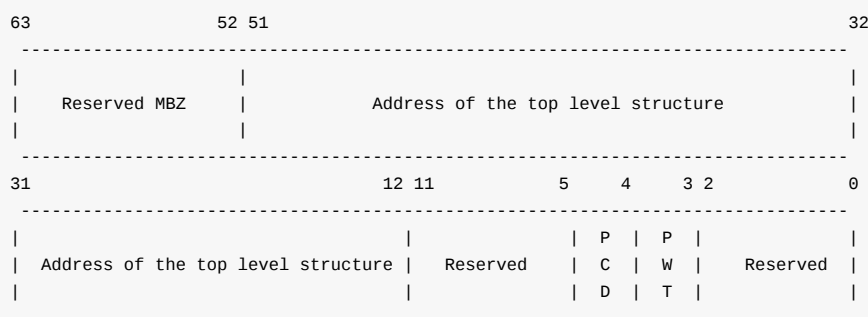 63 52 51 32
-------------------------------------------------------------------------------
| | |
| Reserved MBZ | Address of the top level structure |
| | |
-------------------------------------------------------------------------------
31 12 11 5 4 3 2 0
-------------------------------------------------------------------------------
| | | P | P | |
| Address of the top level structure | Reserved | C | W | Reserved |
| | | D | T | |